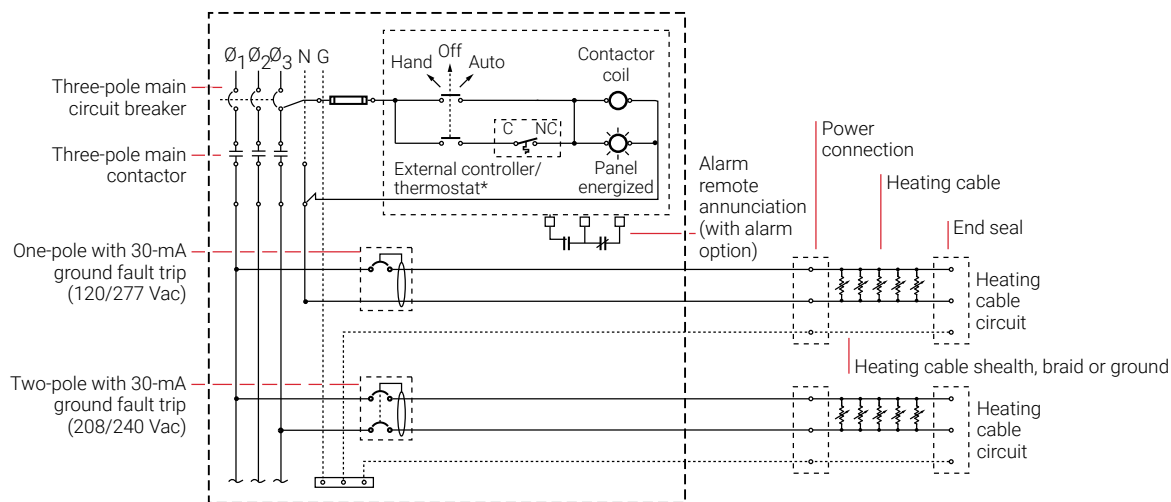 Ø1 Ø2 Ø3 N G
Hand
Off
Auto
Contactor
coil
Three-pole main
circuit breaker
C NC
Three-pole main
contactor
External controller/
thermostat*
Panel
energized
Alarm
remote
annunciation
(with alarm
option)
Power
connection
Heating cable
End seal
One-pole with 30-mA
ground fault trip
(120/277 Vac)
Heating
cable
circuit
Heating cable shealth, braid or ground
Two-pole with 30-mA
ground fault trip
(208/240 Vac)
Heating
cable
circuit